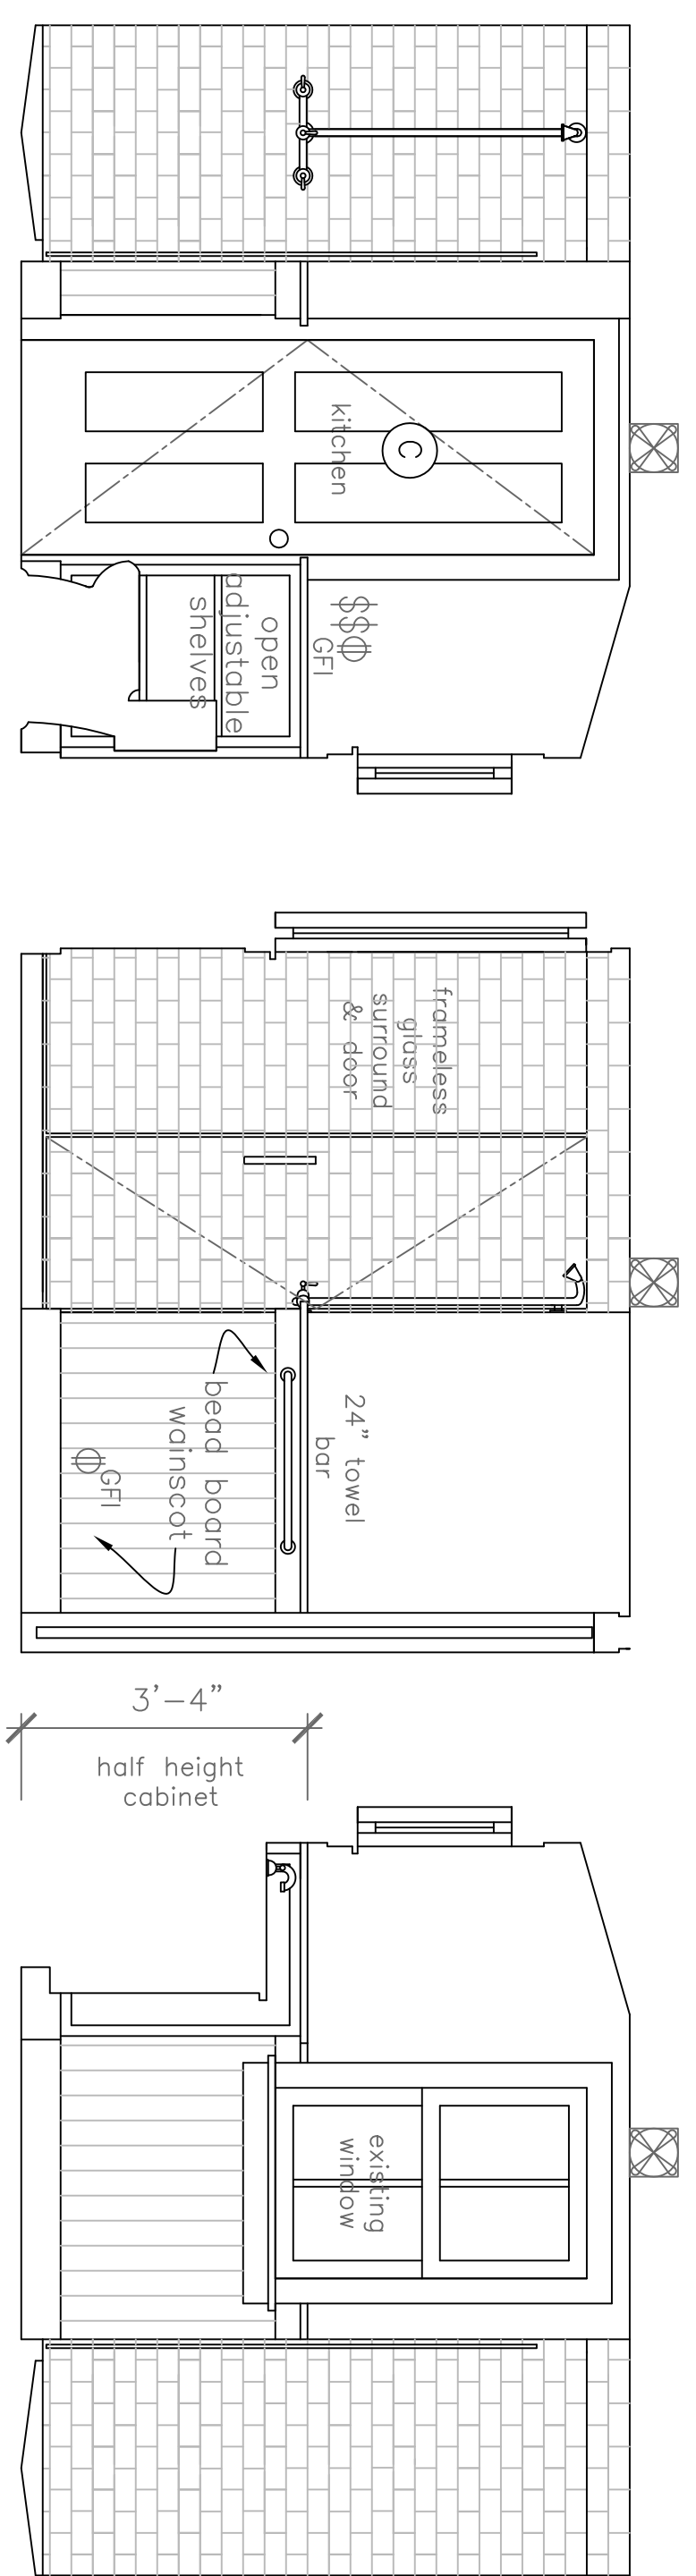 kitchen
C
$$
GFI
open
adjustable
shelves
frameless
glass
surround
& door
24” towel
bar
bead board
wainscot
GFI
3’-4”
half height
cabinet
existing
window